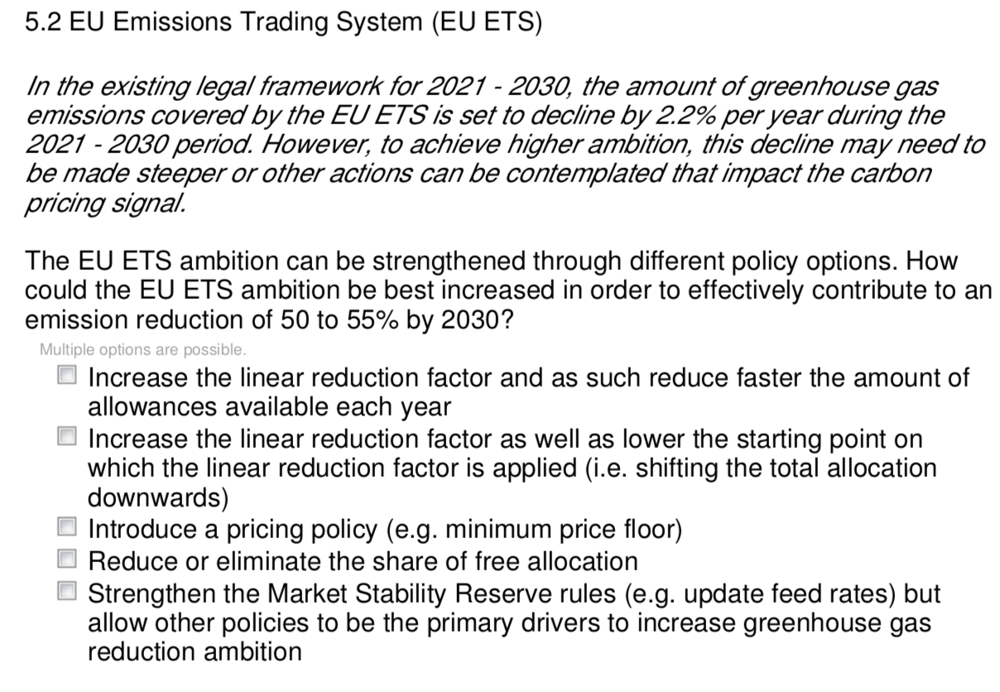 5.2 EU Emissions Trading System (EU ETS)
In the existing legal framework for 2021 - 2030, the amount of greenhouse gas
emissions covered by the EU ETS is set to decline by 2.2% per year during the
2021 - 2030 period. However, to achieve higher ambition, this decline may need to
be made steeper or other actions can be contemplated that impact the carbon
pricing signal.
The EU ETS ambition can be strengthened through different policy options. How
could the EU ETS ambition be best increased in order to effectively contribute to an
emission reduction of 50 to 55% by 2030?
Multiple options are possible.
Increase the linear reduction factor and as such reduce faster the amount of
allowances available each year
Increase the linear reduction factor as well as lower the starting point on
which the linear reduction factor is applied (i.e. shifting the total allocation
downwards)
Introduce a pricing policy (e.g. minimum price floor)
Reduce or eliminate the share of free allocation
Strengthen the Market Stability Reserve rules (e.g. update feed rates) but
allow other policies to be the primary drivers to increase greenhouse gas
reduction ambition